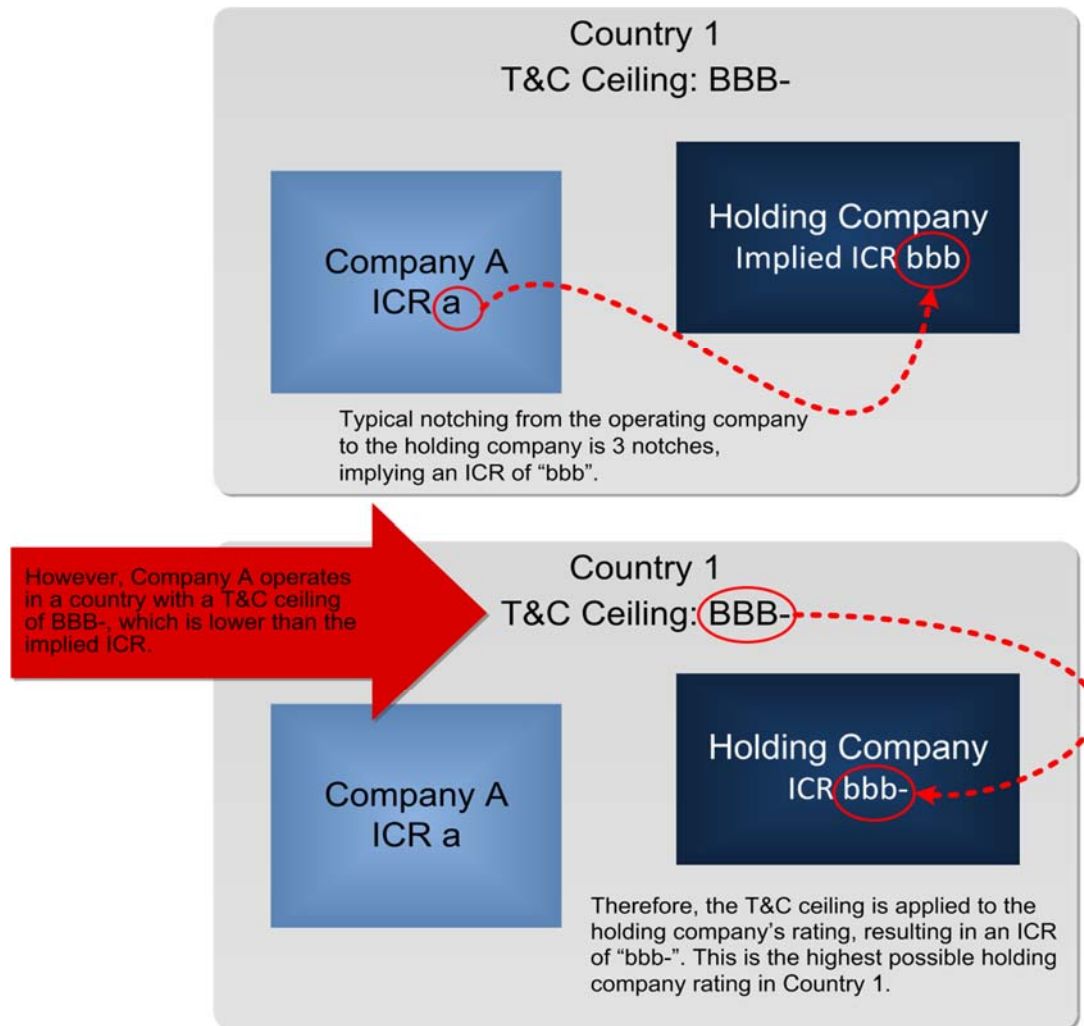 Country 1
T&C Ceiling: BBB-
Company A
ICR a
Holding Company
Implied ICR bbb
Typical notching from the operating company
to the holding company is 3 notches,
implying an ICR of “bbb”.
However, Company A operates
in a country with a T&C ceiling
of BBB-, which is lower than the
implied ICR.
Country 1
T&C Ceiling: BBB-
Company A
ICR a
Holding Company
ICR bbb-
Therefore, the T&C ceiling is applied to the
holding company’s rating, resulting in an ICR
of “bbb-”. This is the highest possible holding
company rating in Country 1.